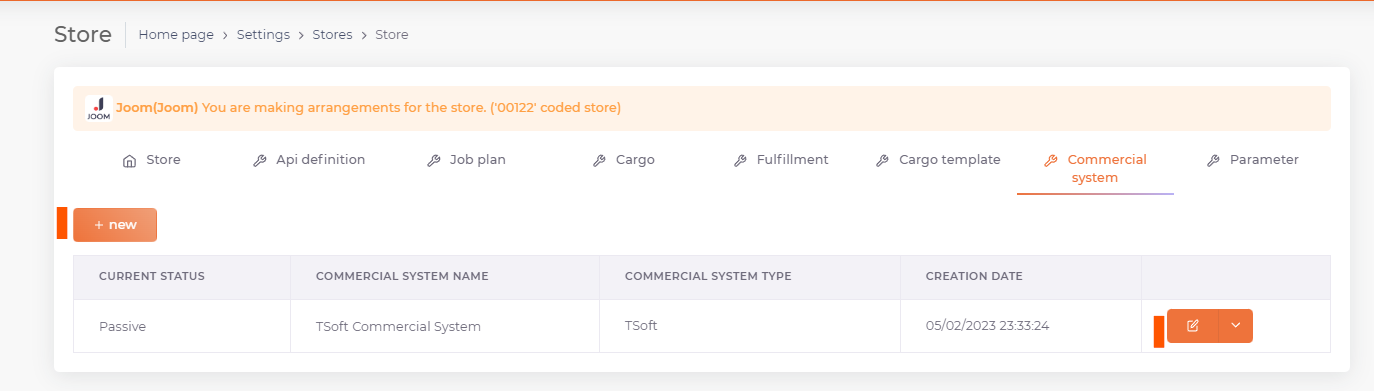 Store
Home page > Settings > Stores > Store
JOOM
Joom(Joom) You are making arrangements for the store. ('00122' coded store)
Store
Api definition
Job plan
Cargo
Fulfillment
Cargo template
Commercial
system
Parameter
+ new
CURRENT STATUS
COMMERCIAL SYSTEM NAME
COMMERCIAL SYSTEM TYPE
CREATION DATE
Passive
TSoft Commercial System
TSoft
05/02/2023 23:33:24